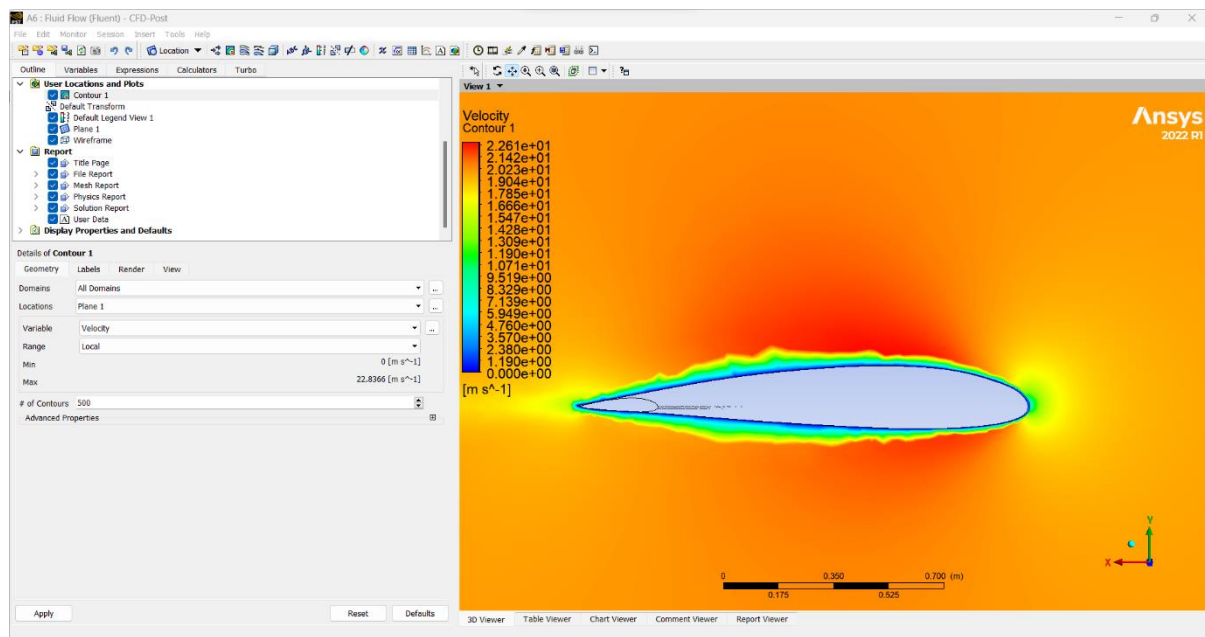 A6 : Fluid Flow (Fluent) - CFD-Post
File Edit Monitor Session Insert Tools Help
Location
Outline Variables Expressions Calculators Turbo
User Locations and Plots
Contour 1
Default Transform
Default Legend View 1
Plane 1
Wireframe
Report
Title Page
File Report
Mesh Report
Physics Report
Solution Report
A User Data
Display Properties and Defaults
Details of Contour 1
Geometry Labels Render View
Domains All Domains ...
Locations Plane 1 ...
Variable Velocity ...
Range Local
Min 0 [m s^-1]
Max 22.8366 [m s^-1]
# of Contours 500
Advanced Properties
Apply Reset Defaults
View 1
Velocity
Contour 1
2.261e+01
2.142e+01
2.023e+01
1.904e+01
1.785e+01
1.666e+01
1.547e+01
1.428e+01
1.309e+01
1.190e+01
1.071e+01
9.519e+00
8.329e+00
7.139e+00
5.949e+00
4.760e+00
3.570e+00
2.380e+00
1.190e+00
0.000e+00
[m s^-1]
Ansys
2022 R1
Y
X
0 0.350 0.700 (m)
0.175 0.525
3D Viewer Table Viewer Chart Viewer Comment Viewer Report Viewer